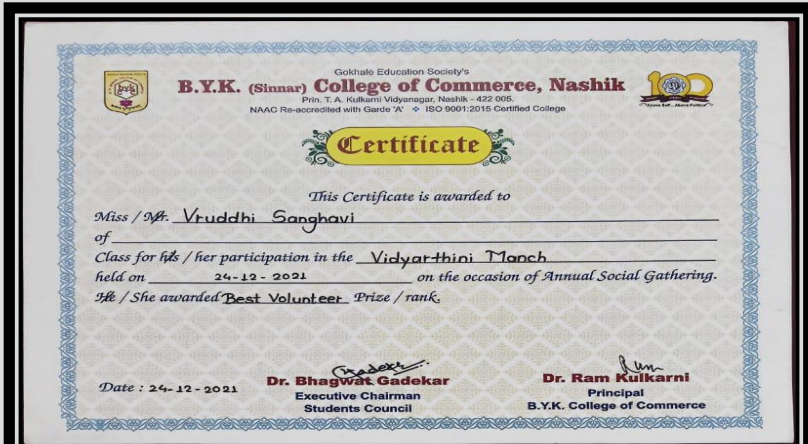 Gokhale Education Society's
B.Y.K. (Sinnar) College of Commerce, Nashik
Prin. T. A. Kulkarni Vidyanagar, Nashik - 422 005.
NAAC Re-accredited with Garde 'A' ❖ ISO 9001:2015 Certified College
100
Certificate
This Certificate is awarded to
Miss / Mr. Vruddhi Sanghavi
of
Class for his / her participation in the Vidyarthini Manch
held on 24-12-2021 on the occasion of Annual Social Gathering.
He / She awarded Best Volunteer Prize / rank.
Date : 24-12-2021
Dr. Bhagwat Gadekar
Executive Chairman
Students Council
Dr. Ram Kulkarni
Principal
B.Y.K. College of Commerce